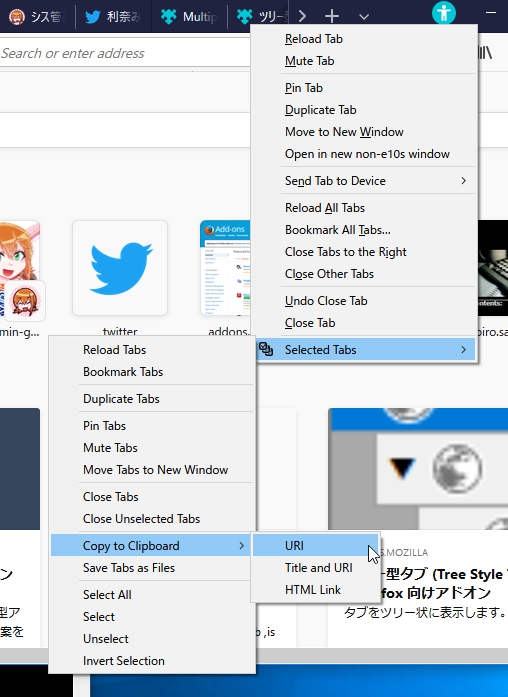 シス管
利奈み
Multip
ツリー型
Search or enter address
Reload Tab
Mute Tab
Pin Tab
Duplicate Tab
Move to New Window
Open in new non-e10s window
Send Tab to Device
Reload All Tabs
Bookmark All Tabs...
Close Tabs to the Right
Close Other Tabs
Undo Close Tab
Close Tab
Selected Tabs
Add-ons
min-g...
twitter
addons.
Contents:
piro.sa
Reload Tabs
Bookmark Tabs
Duplicate Tabs
Pin Tabs
Mute Tabs
Move Tabs to New Window
Close Tabs
Close Unselected Tabs
Copy to Clipboard
Save Tabs as Files
Select All
Select
Unselect
Invert Selection
URI
Title and URI
HTML Link
S.MOZILLA
ー型タブ (Tree Style T
fox 向けアドオン
タブをツリー状に表示します。
ン
型ア
案を
,is